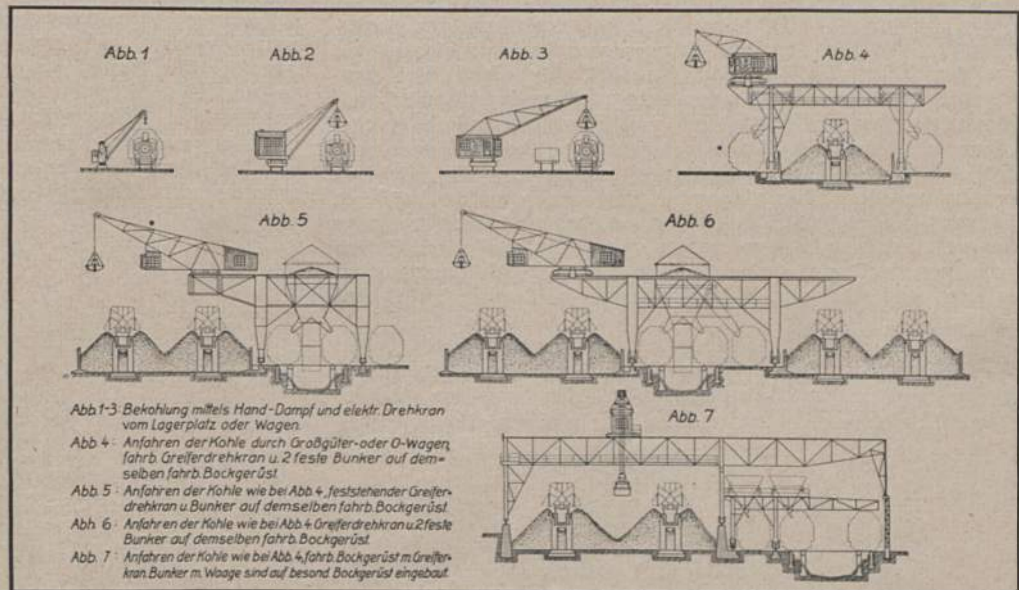 Abb. 1
Abb. 2
Abb. 3
Abb. 4
Abb. 5
Abb. 6
Abb. 1-3: Bekohlung mittels Hand-Dampf und elektr. Drehkran
vom Lagerplatz oder Wagen.
Abb 4: Anfahren der Kohle durch Großgüter- oder O-Wagen,
fahrb. Greiferdrehkran u. 2 feste Bunker auf dem-
selben fahrb. Bockgerüst.
Abb. 5: Anfahren der Kohle wie bei Abb. 4, feststehender Greifer-
drehkran u. Bunker auf demselben fahrb. Bockgerüst.
Abb 6: Anfahren der Kohle wie bei Abb. 4 Greiferdrehkran u. 2 feste
Bunker auf demselben fahrb. Bockgerüst.
Abb. 7: Anfahren der Kohle wie bei Abb. 4, fahrb. Bockgerüst m. Greifer-
kran. Bunker m. Waage sind auf besond. Bockgerüst eingebaut.
Abb. 7